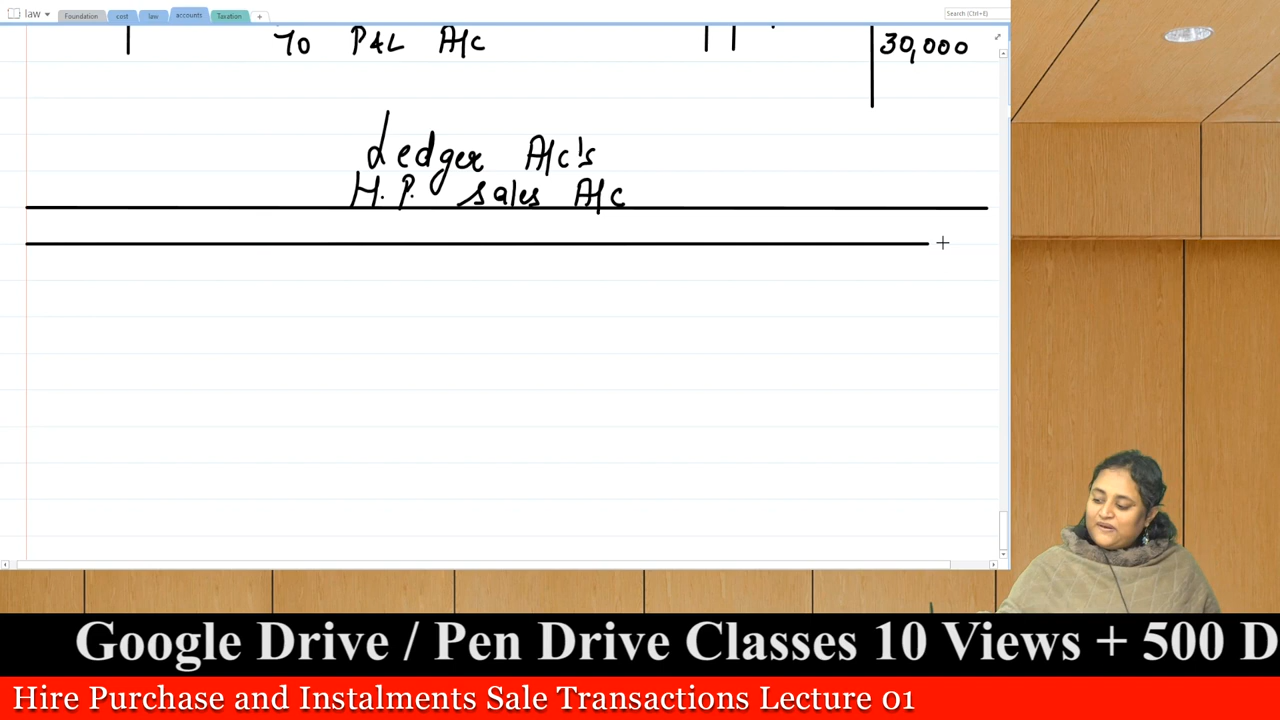 law
Foundation cost law accounts Taxation +
Search (Ctrl+E)
To P&L A/c 30,000
Ledger A/c's
H.P. sales A/c
Google Drive / Pen Drive Classes 10 Views + 500 D
Hire Purchase and Instalments Sale Transactions Lecture 01